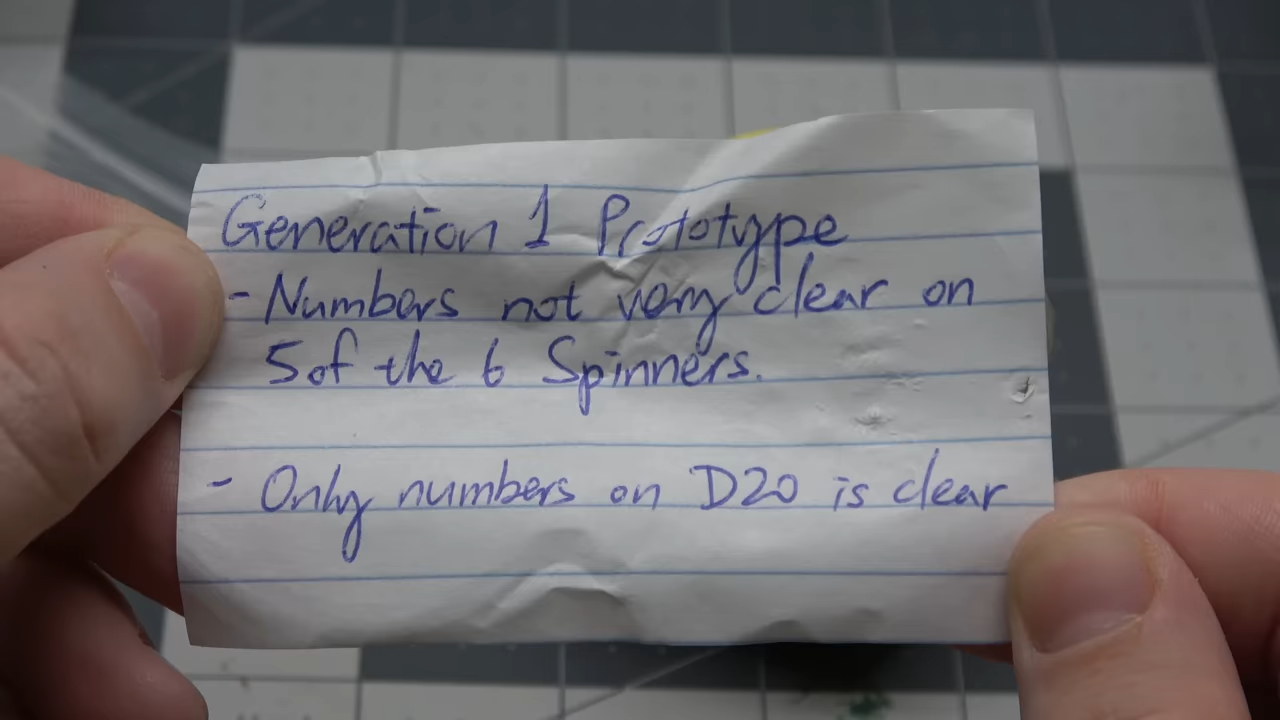 Generation 1 Prototype
- Numbers not very clear on
5 of the 6 Spinners.
- Only numbers on D20 is clear